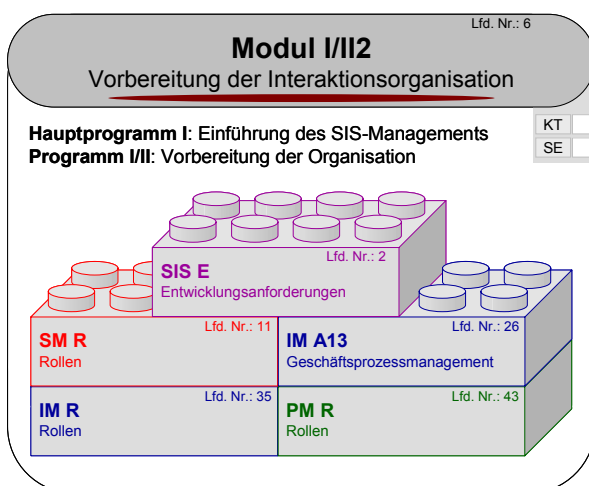 Lfd. Nr.: 6
Modul I/II2
Vorbereitung der Interaktionsorganisation
Hauptprogramm I: Einführung des SIS-Managements
Programm I/II: Vorbereitung der Organisation
KT
SE
Lfd. Nr.: 2
SIS E
Entwicklungsanforderungen
Lfd. Nr.: 11
SM R
Rollen
Lfd. Nr.: 26
IM A13
Geschäftsprozessmanagement
Lfd. Nr.: 35
IM R
Rollen
Lfd. Nr.: 43
PM R
Rollen